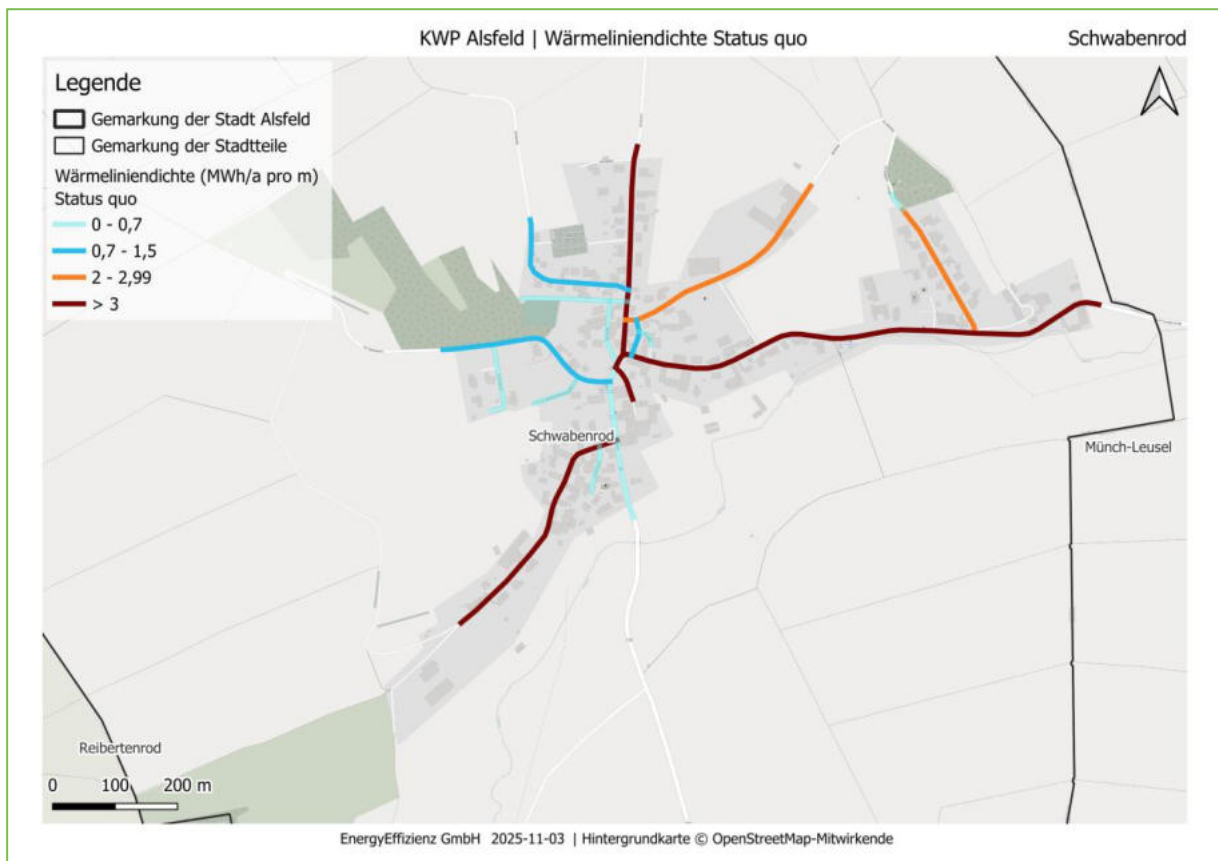 KWP Alsfeld | Wärmeliniendichte Status quo
Schwabenrod
Legende
Gemarkung der Stadt Alsfeld
Gemarkung der Stadtteile
Wärmeliniendichte (MWh/a pro m)
Status quo
0 - 0,7
0,7 - 1,5
2 - 2,99
> 3
Schwabenrod
Münch-Leusel
Reibertenrod
0 100 200 m
EnergyEffizienz GmbH 2025-11-03 | Hintergrundkarte © OpenStreetMap-Mitwirkende